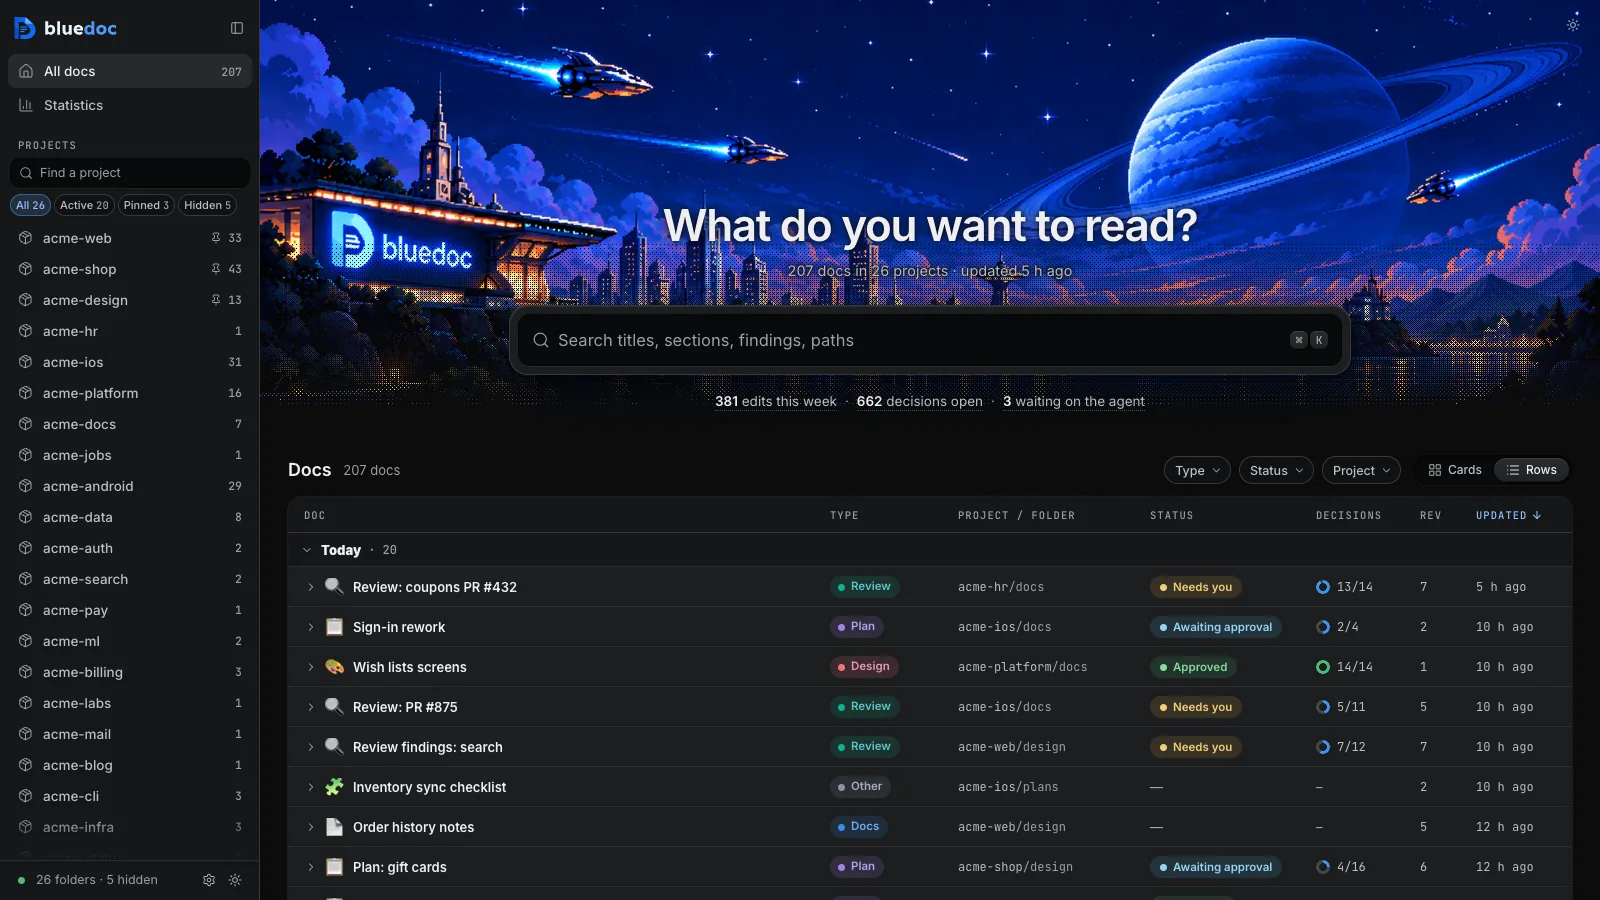 bluedoc
All docs 207
Statistics
PROJECTS
Find a project
All 26 Active 20 Pinned 3 Hidden 5
acme-web 33
acme-shop 43
acme-design 13
acme-hr 1
acme-ios 31
acme-platform 16
acme-docs 7
acme-jobs 1
acme-android 29
acme-data 8
acme-auth 2
acme-search 2
acme-pay 1
acme-ml 2
acme-billing 3
acme-labs 1
acme-mail 1
acme-blog 1
acme-cli 3
acme-infra 3
26 folders · 5 hidden
bluedoc
What do you want to read?
207 docs in 26 projects · updated 5 h ago
Search titles, sections, findings, paths ⌘ K
381 edits this week · 662 decisions open · 3 waiting on the agent
Docs 207 docs Type Status Project Cards Rows
DOC TYPE PROJECT / FOLDER STATUS DECISIONS REV UPDATED ↓
Today · 20
Review: coupons PR #432 Review acme-hr/docs Needs you 13/14 7 5 h ago
Sign-in rework Plan acme-ios/docs Awaiting approval 2/4 2 10 h ago
Wish lists screens Design acme-platform/docs Approved 14/14 1 10 h ago
Review: PR #875 Review acme-ios/docs Needs you 5/11 5 10 h ago
Review findings: search Review acme-web/design Needs you 7/12 7 10 h ago
Inventory sync checklist Other acme-ios/plans — – 2 10 h ago
Order history notes Docs acme-web/design — – 5 12 h ago
Plan: gift cards Plan acme-shop/design Awaiting approval 4/16 6 12 h ago